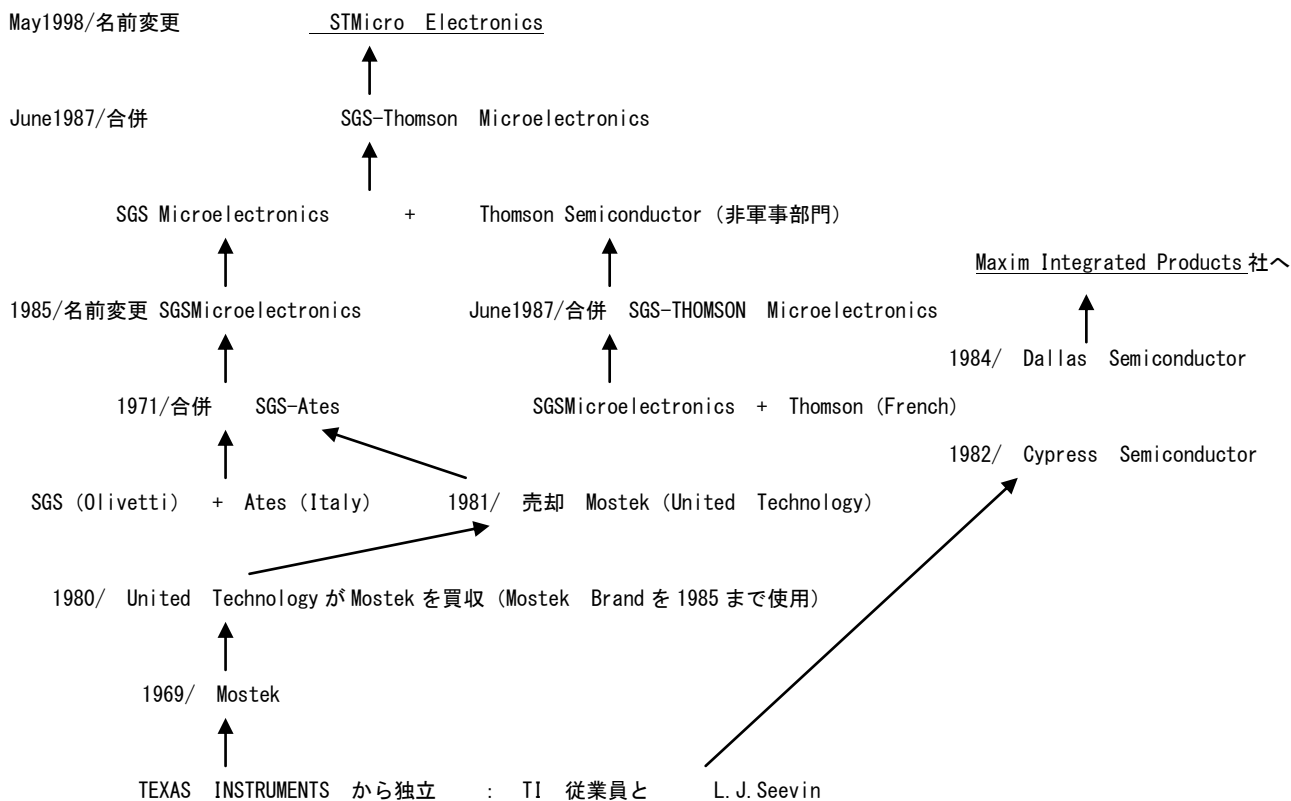 May1998/名前変更 STMicro Electronics
June1987/合併 SGS-Thomson Microelectronics
SGS Microelectronics + Thomson Semiconductor (非軍事部門)
Maxim Integrated Products 社へ
1985/名前変更 SGSMicroelectronics June1987/合併 SGS-THOMSON Microelectronics
1984/ Dallas Semiconductor
1971/合併 SGS-Ates SGSMicroelectronics + Thomson (French)
1982/ Cypress Semiconductor
SGS (Olivetti) + Ates (Italy) 1981/ 売却 Mostek (United Technology)
1980/ United Technology が Mostek を買収 (Mostek Brand を 1985 まで使用)
1969/ Mostek
TEXAS INSTRUMENTS から独立 : TI 従業員と L.J.Seevin